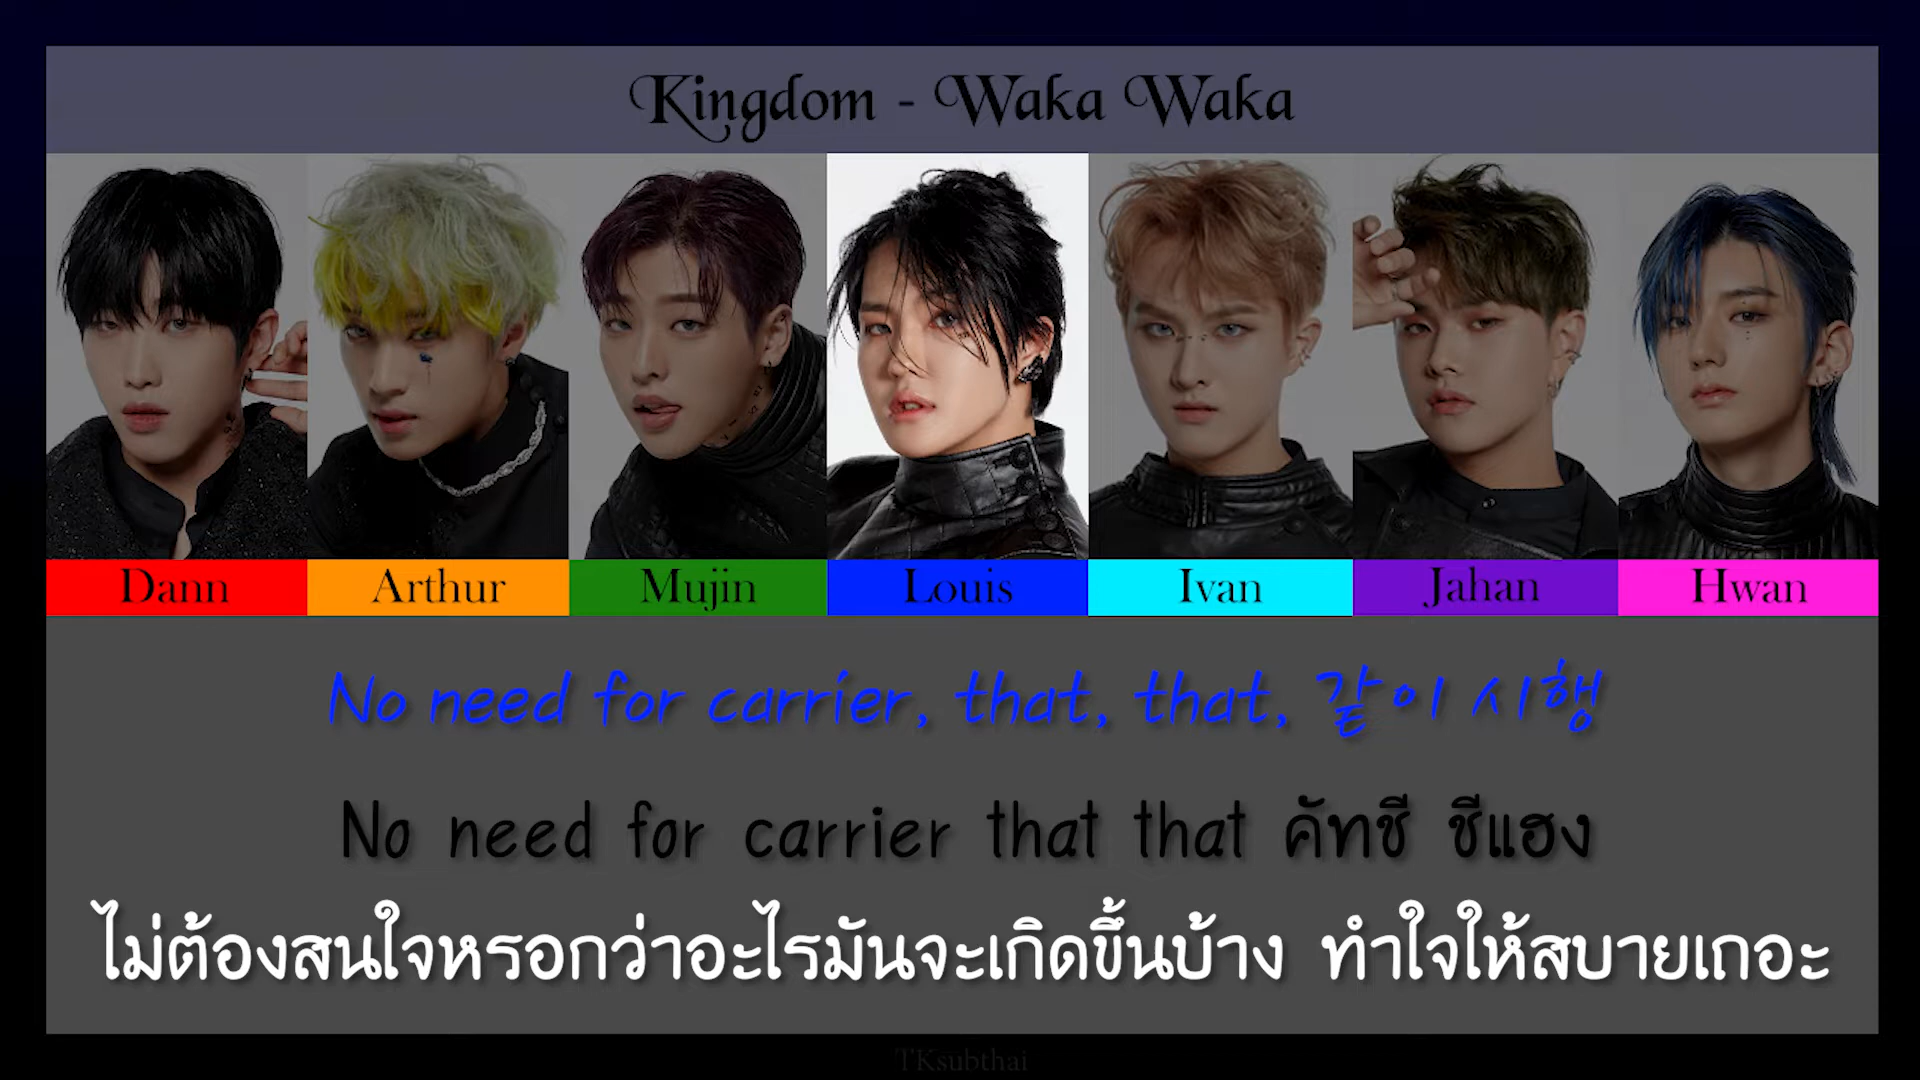 Kingdom - Waka Waka
Dann Arthur Mujin Louis Ivan Jahan Hwan
No need for carrier, that, that, 같이 시행
No need for carrier that that คัทชี ชีแฮง
ไม่ต้องสนใจหรอกว่าอะไรมันจะเกิดขึ้นบ้าง ทำใจให้สบายเถอะ
TKsubthai